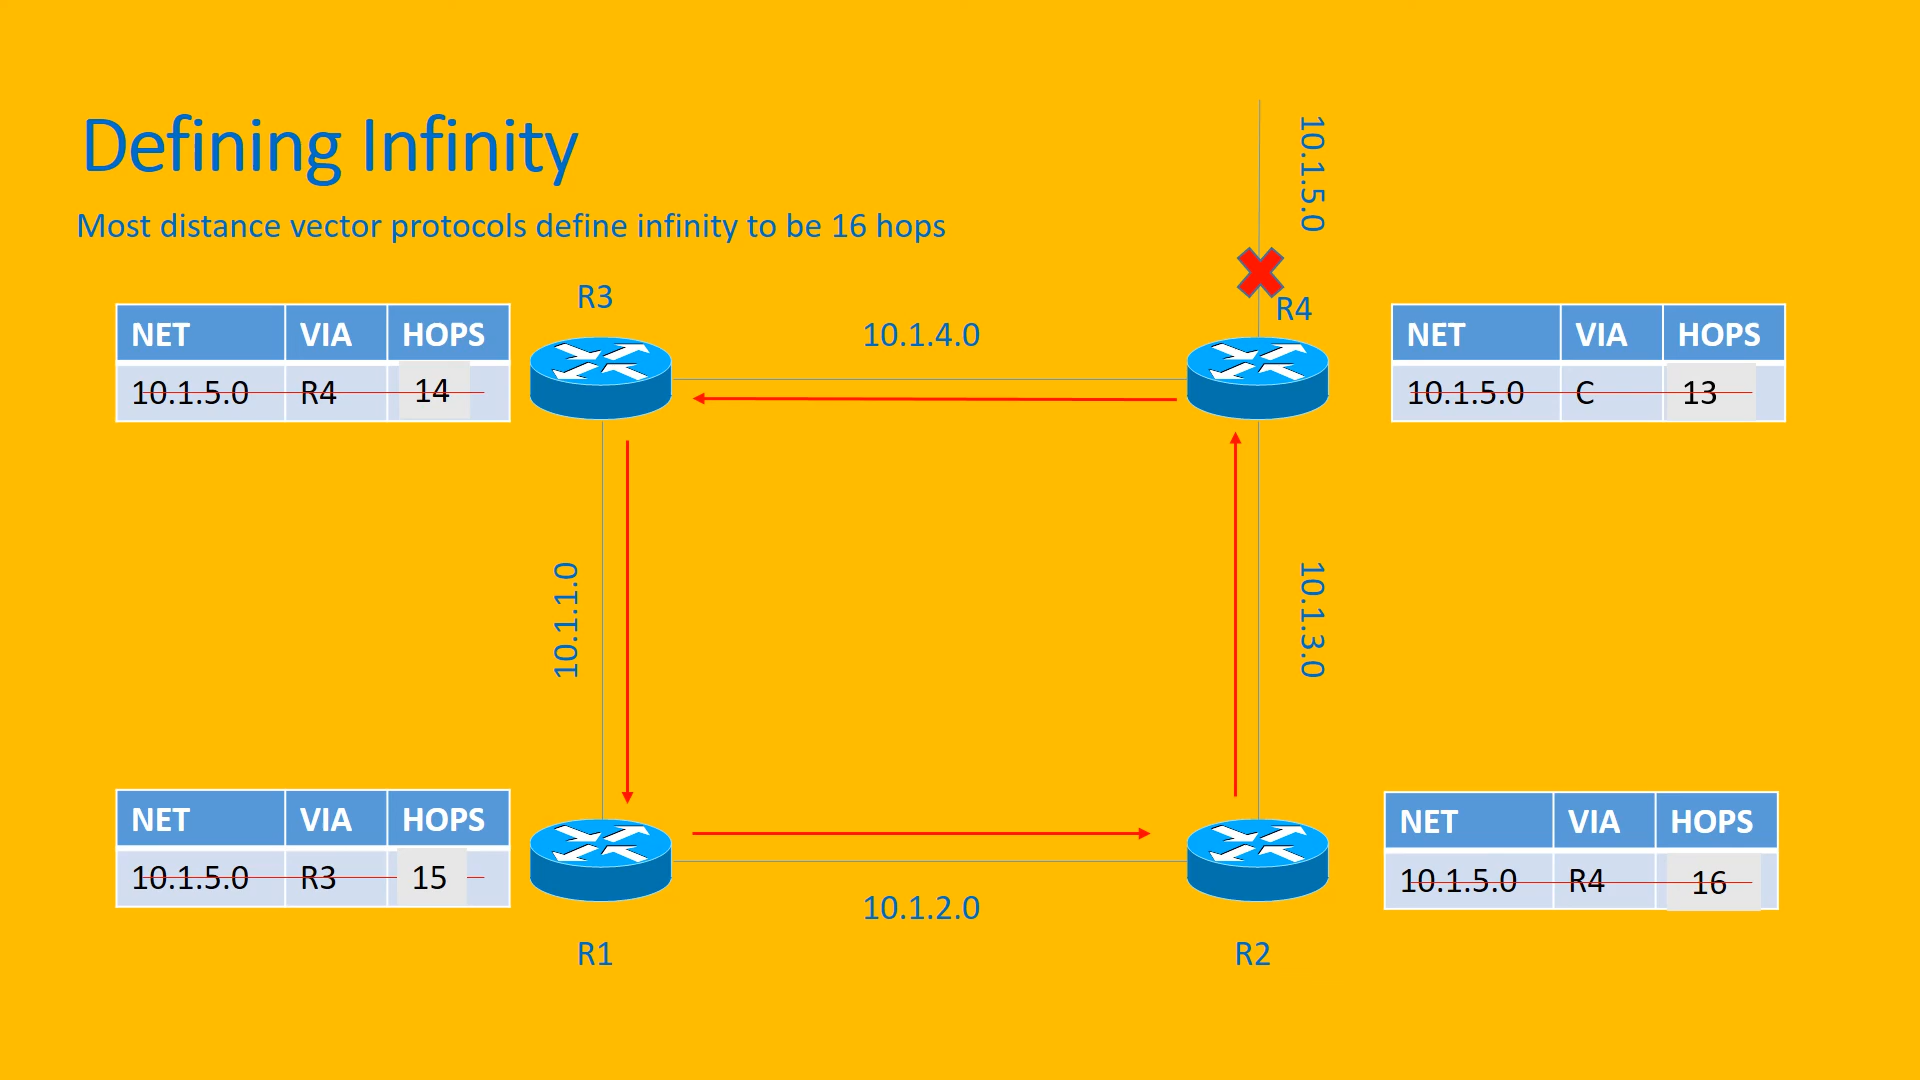 Defining Infinity
Most distance vector protocols define infinity to be 16 hops
10.1.5.0
R3
R4
10.1.4.0
NET VIA HOPS
10.1.5.0 R4 14
NET VIA HOPS
10.1.5.0 C 13
10.1.1.0
10.1.3.0
NET VIA HOPS
10.1.5.0 R3 15
NET VIA HOPS
10.1.5.0 R4 16
10.1.2.0
R1
R2